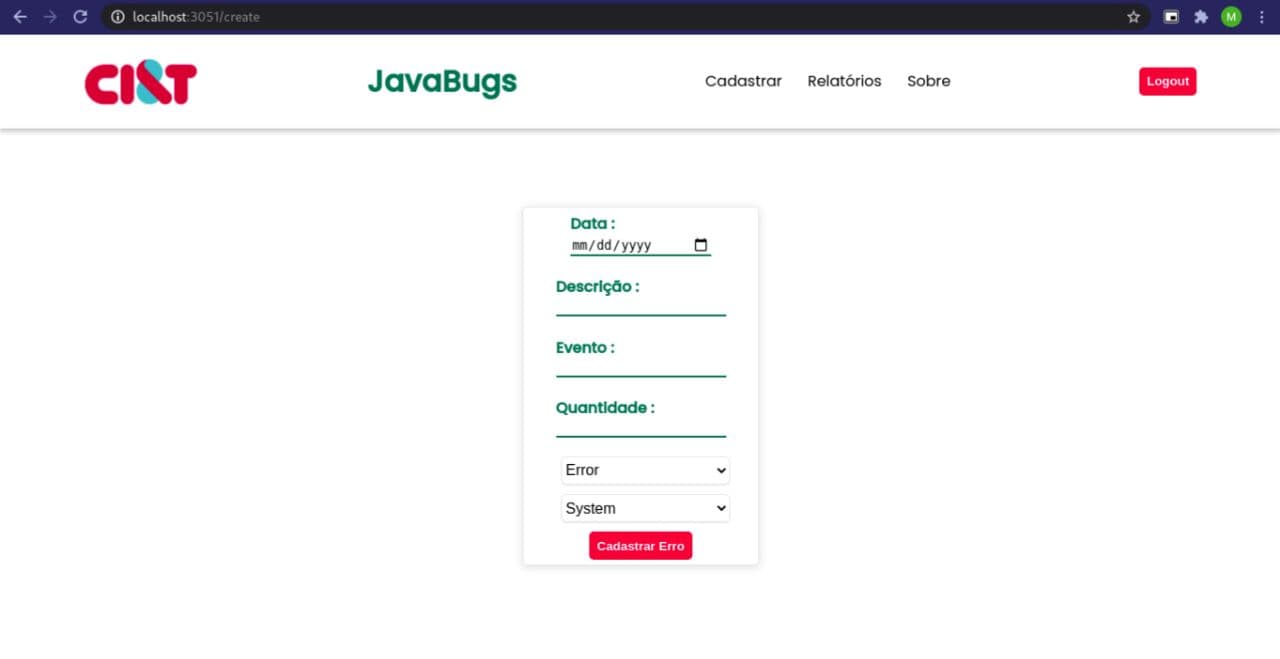 localhost:3051/create
M
CI&T
JavaBugs
Cadastrar Relatórios Sobre
Logout
Data :
mm/dd/yyyy
Descrição :
Evento :
Quantidade :
Error
System
Cadastrar Erro